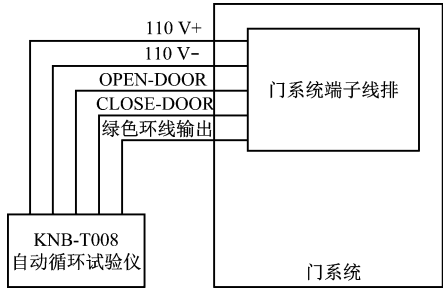 110 V+
110 V−
OPEN-DOOR
CLOSE-DOOR
绿色环线输出
门系统端子线排
KNB-T008
自动循环试验仪
门系统